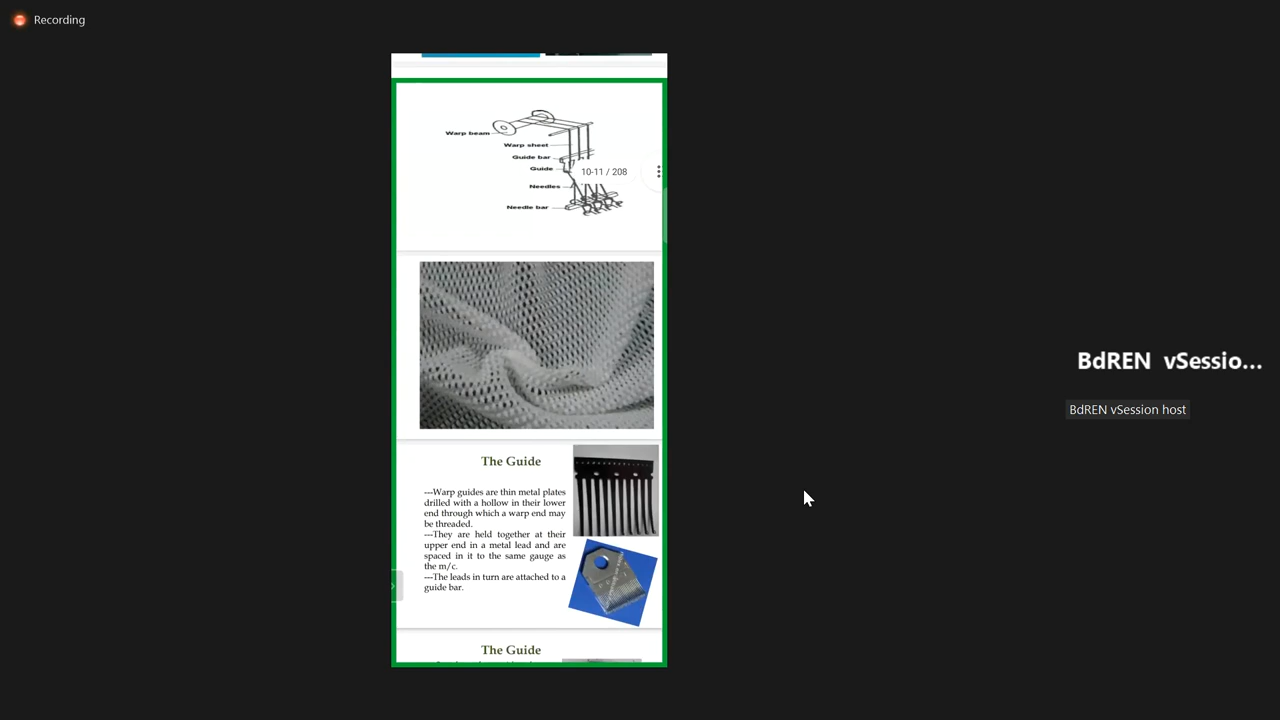 Recording
Warp beam
Warp sheet
Guide bar
Guide
10-11 / 208
Needles
Needle bar
BdREN vSessio...
BdREN vSession host
The Guide
---Warp guides are thin metal plates
drilled with a hollow in their lower
end through which a warp end may
be threaded.
---They are held together at their
upper end in a metal lead and are
spaced in it to the same gauge as
the m/c.
---The leads in turn are attached to a
guide bar.
The Guide